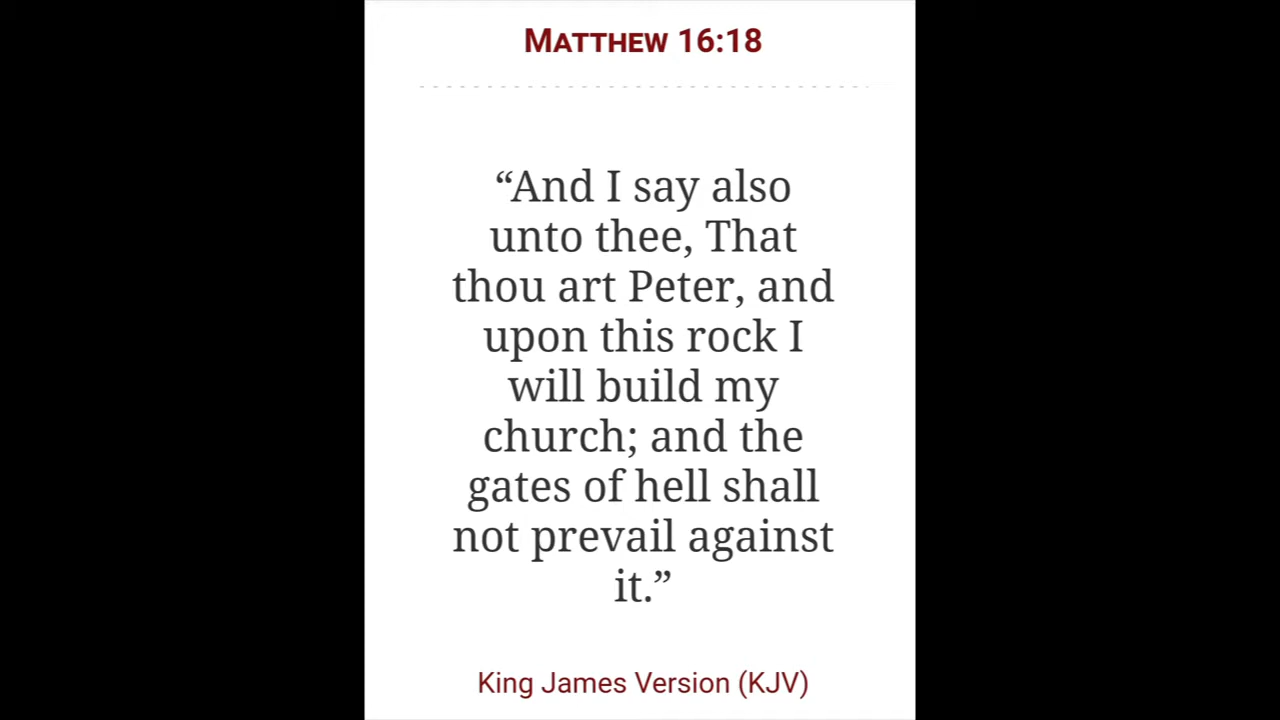 MATTHEW 16:18
“And I say also
unto thee, That
thou art Peter, and
upon this rock I
will build my
church; and the
gates of hell shall
not prevail against
it.”
King James Version (KJV)